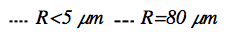 .... R<5 μm --- R=80 μm